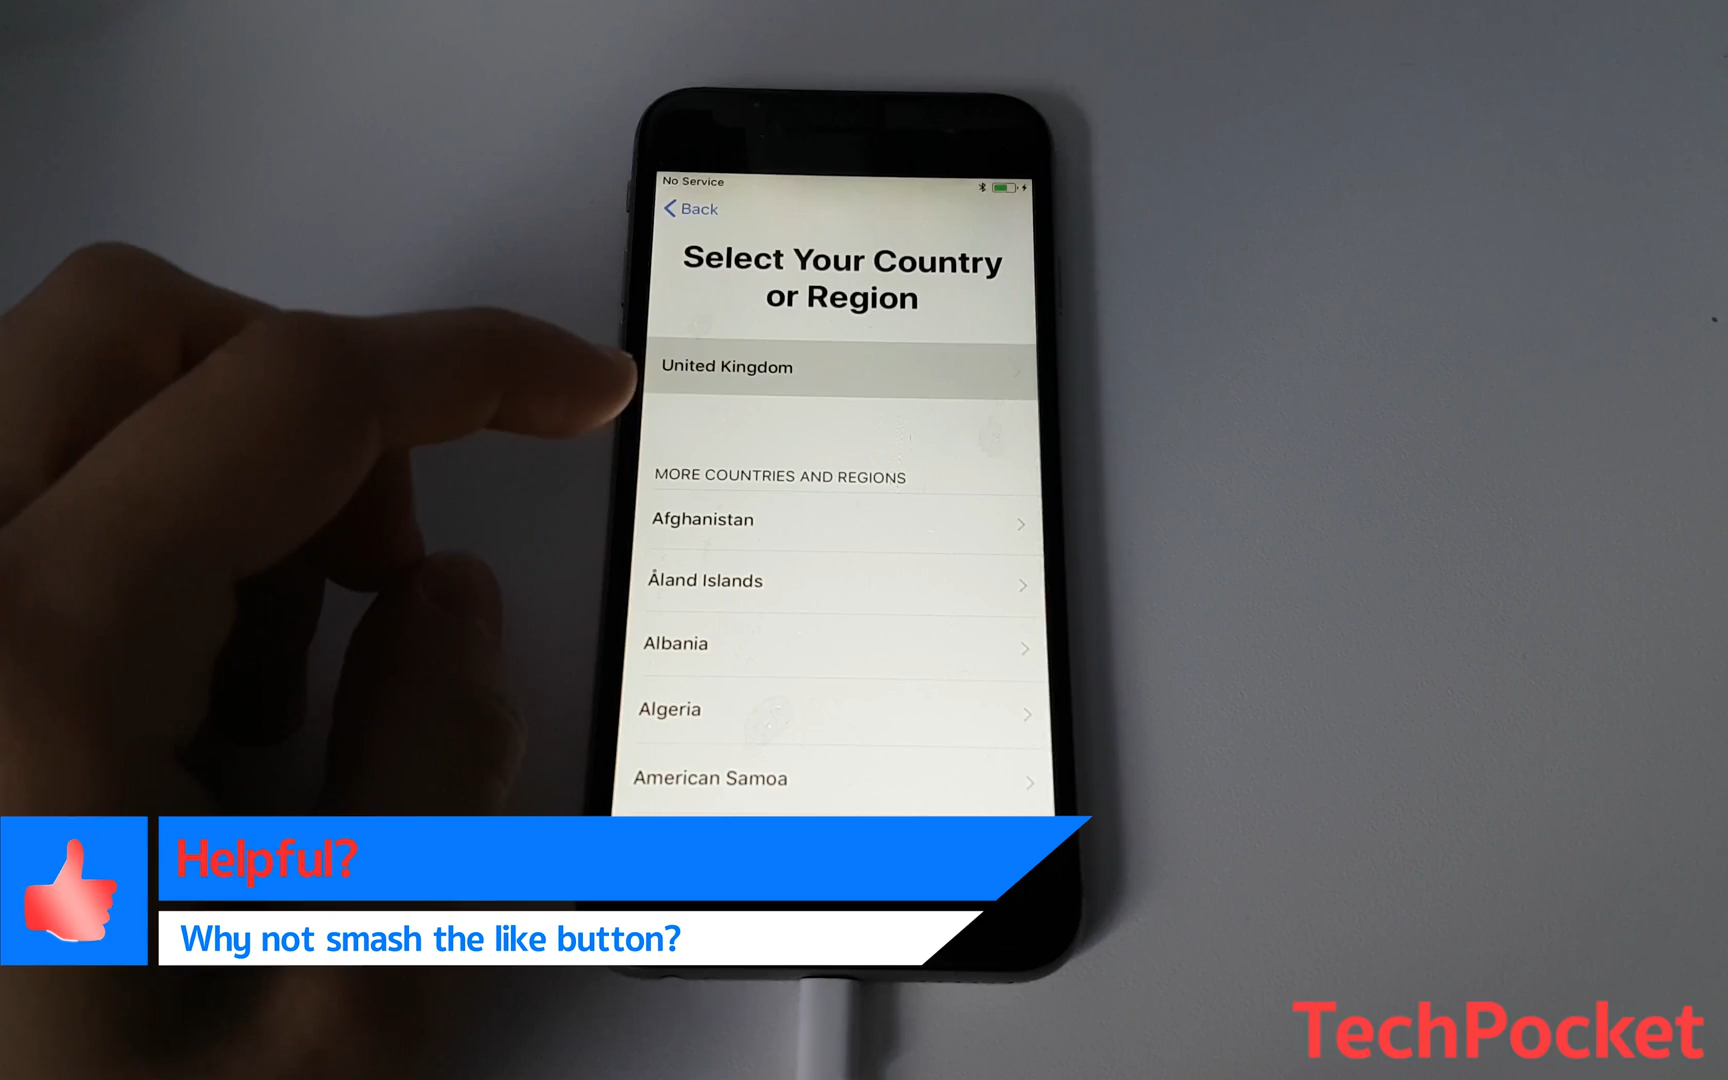 No Service
Back
Select Your Country
or Region
United Kingdom
MORE COUNTRIES AND REGIONS
Afghanistan
Åland Islands
Albania
Algeria
American Samoa
Helpful?
Why not smash the like button?
TechPocket